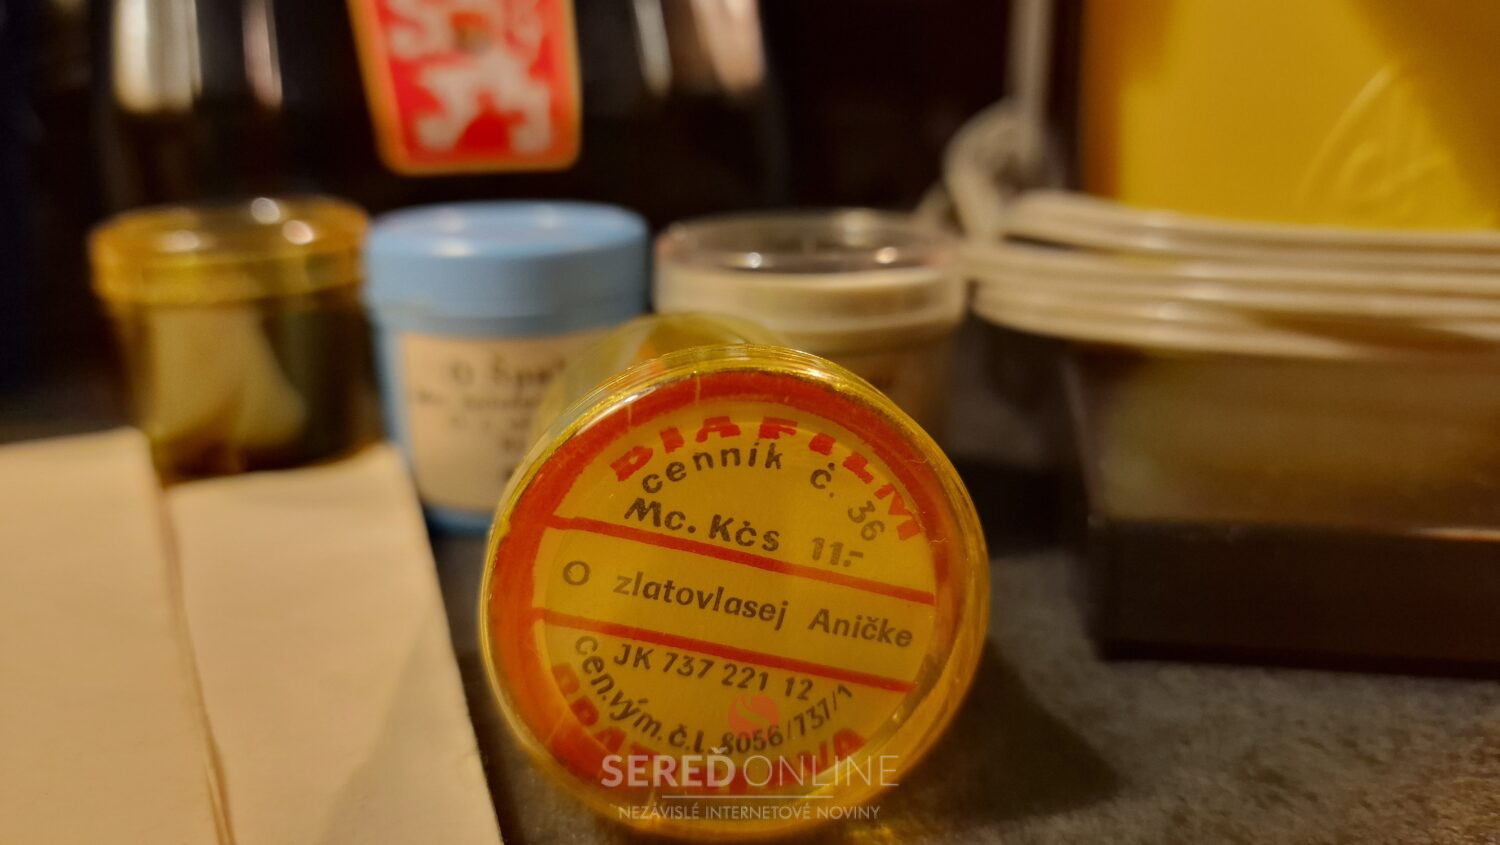 DIAFILM
cenník č. 36
Mc. Kčs 11.-
O zlatovlasej Aničke
JK 737 221 12
cen.vým.č.l. 8056/737/1
SEREĎONLINE
NEZÁVISLÉ INTERNETOVÉ NOVINY